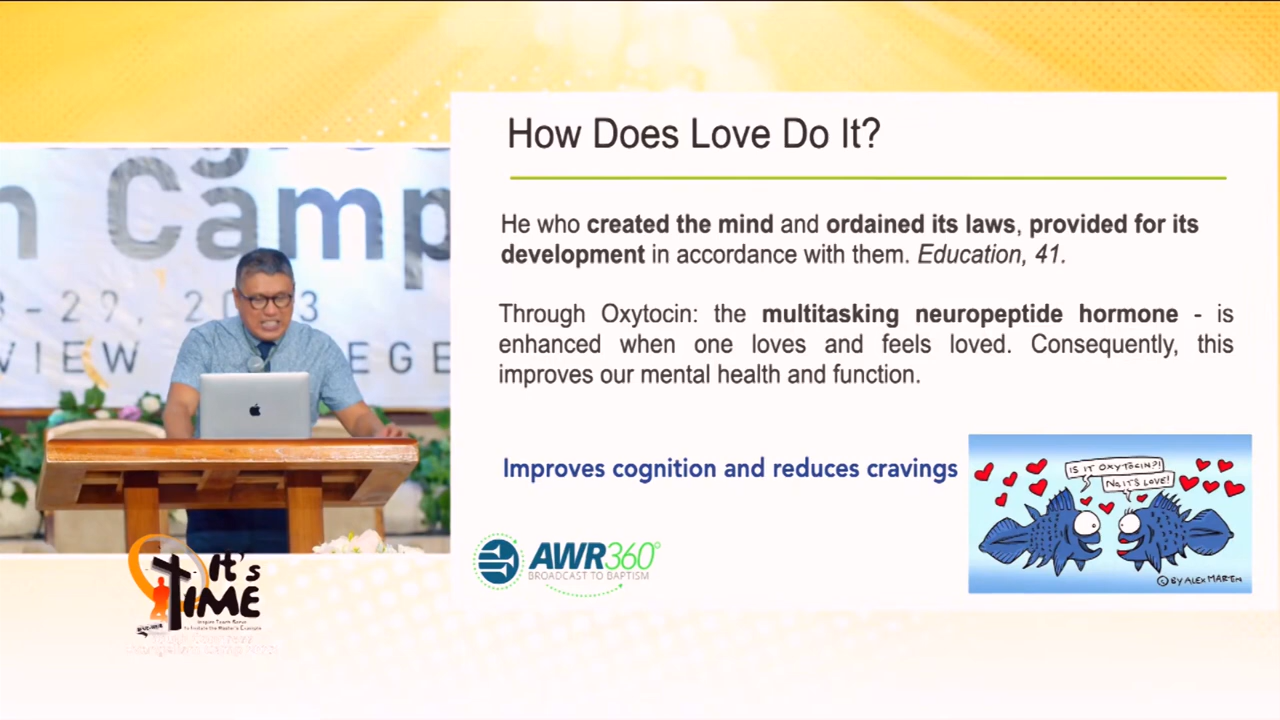 How Does Love Do It?
He who created the mind and ordained its laws, provided for its
development in accordance with them. Education, 41.
Through Oxytocin: the multitasking neuropeptide hormone - is
enhanced when one loves and feels loved. Consequently, this
improves our mental health and function.
Improves cognition and reduces cravings
IS IT OXYTOCIN?!
NO, IT'S LOVE!
© BY ALEX MARTIN
AWR360°
BROADCAST TO BAPTISM
n Camp
-29, 2
3
VIEW
EGE
It's
TIME